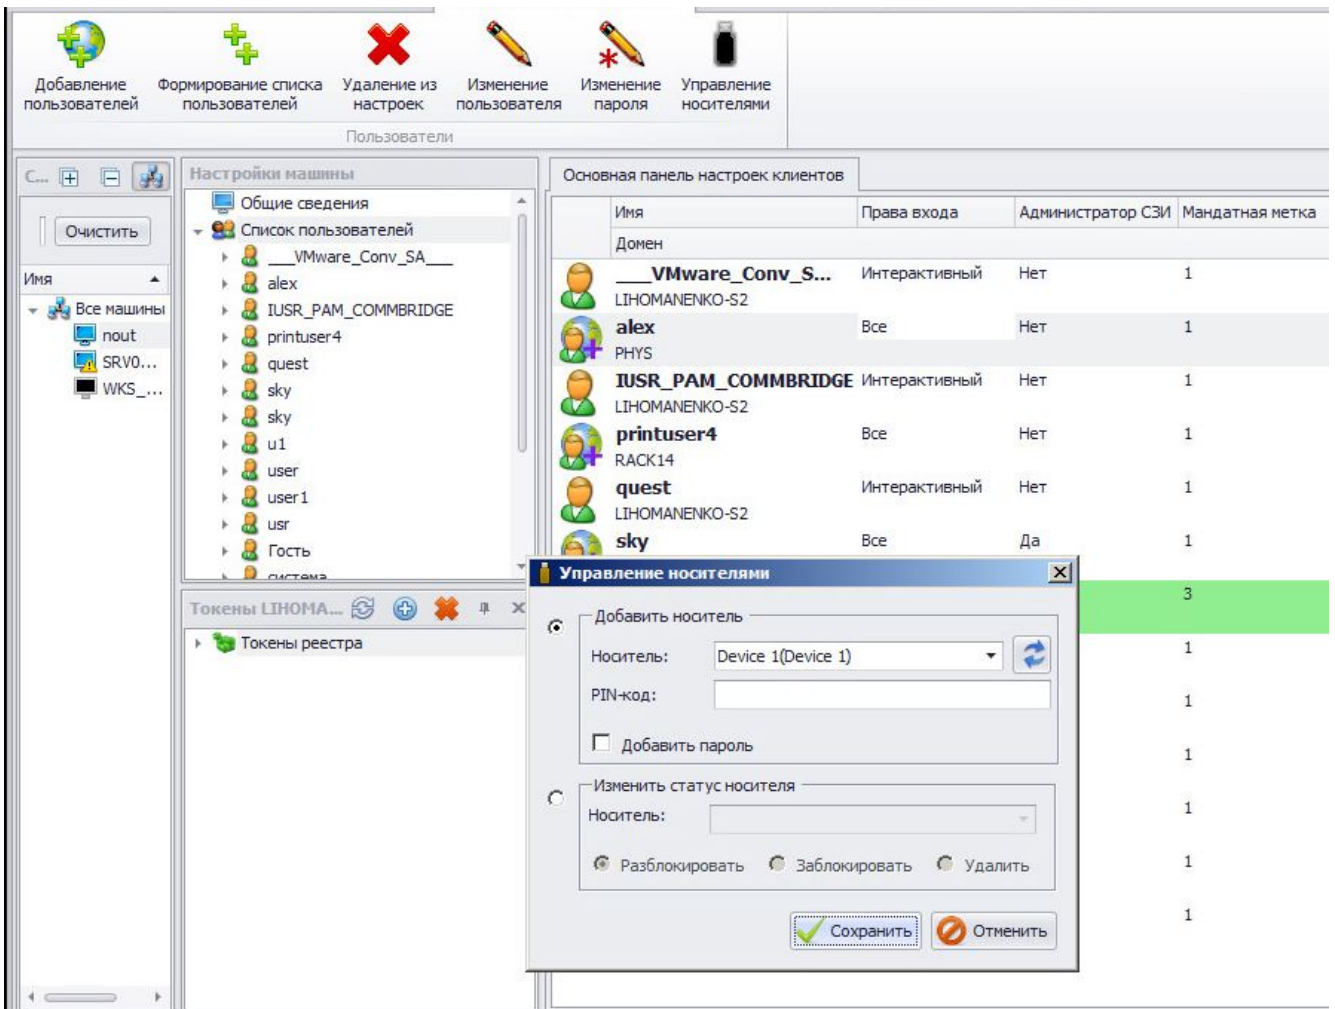 Добавление
пользователей
Формирование списка
пользователей
Удаление из
настроек
Изменение
пользователя
Изменение
пароля
Управление
носителями
Пользователи
С...
Очистить
Имя
Все машины
nout
SRV0...
WKS_...
Настройки машины
Общие сведения
Список пользователей
___VMware_Conv_SA___
alex
IUSR_PAM_COMMBRIDGE
printuser4
quest
sky
sky
u1
user
user1
usr
Гость
система
Токены LIHOMA...
Токены реестра
Основная панель настроек клиентов
Имя Права входа Администратор СЗИ Мандатная метка
Домен
___VMware_Conv_S... Интерактивный Нет 1
LIHOMANENKO-S2
alex Все Нет 1
PHYS
IUSR_PAM_COMMBRIDGE Интерактивный Нет 1
LIHOMANENKO-S2
printuser4 Все Нет 1
RACK14
quest Интерактивный Нет 1
LIHOMANENKO-S2
sky Все Да 1
3
1
1
1
1
1
1
Управление носителями
Добавить носитель
Носитель: Device 1(Device 1)
PIN-код:
Добавить пароль
Изменить статус носителя
Носитель:
Разблокировать Заблокировать Удалить
Сохранить Отменить